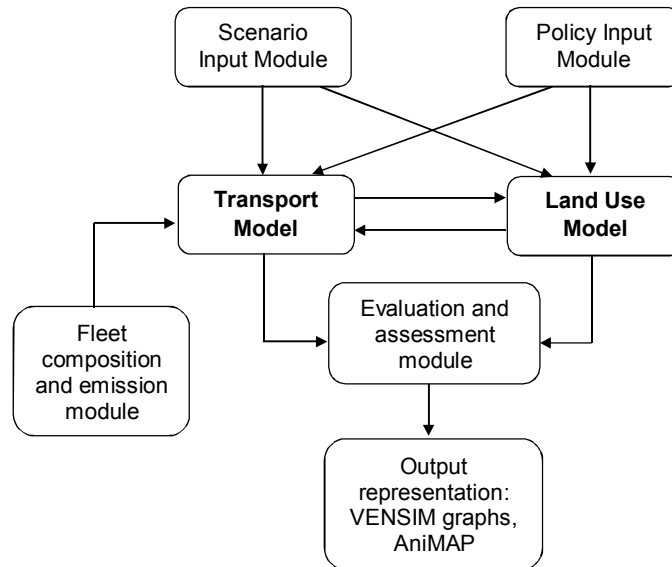 Scenario
Input Module
Policy Input
Module
Transport
Model
Land Use
Model
Evaluation and
assessment
module
Fleet
composition
and emission
module
Output
representation:
VENSIM graphs,
AniMAP